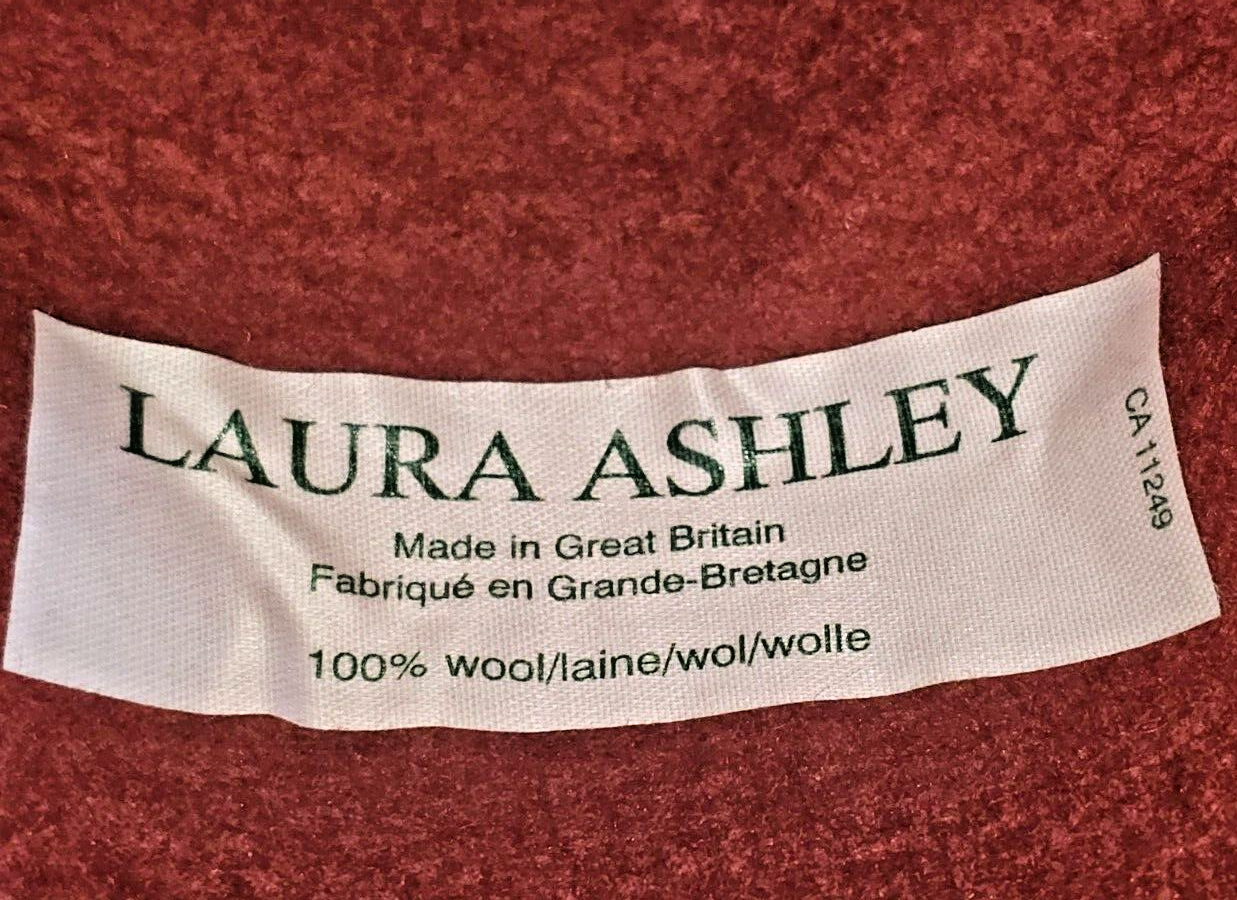 LAURA ASHLEY
Made in Great Britain
Fabriqué en Grande-Bretagne
100% wool/laine/wol/wolle
CA 11249